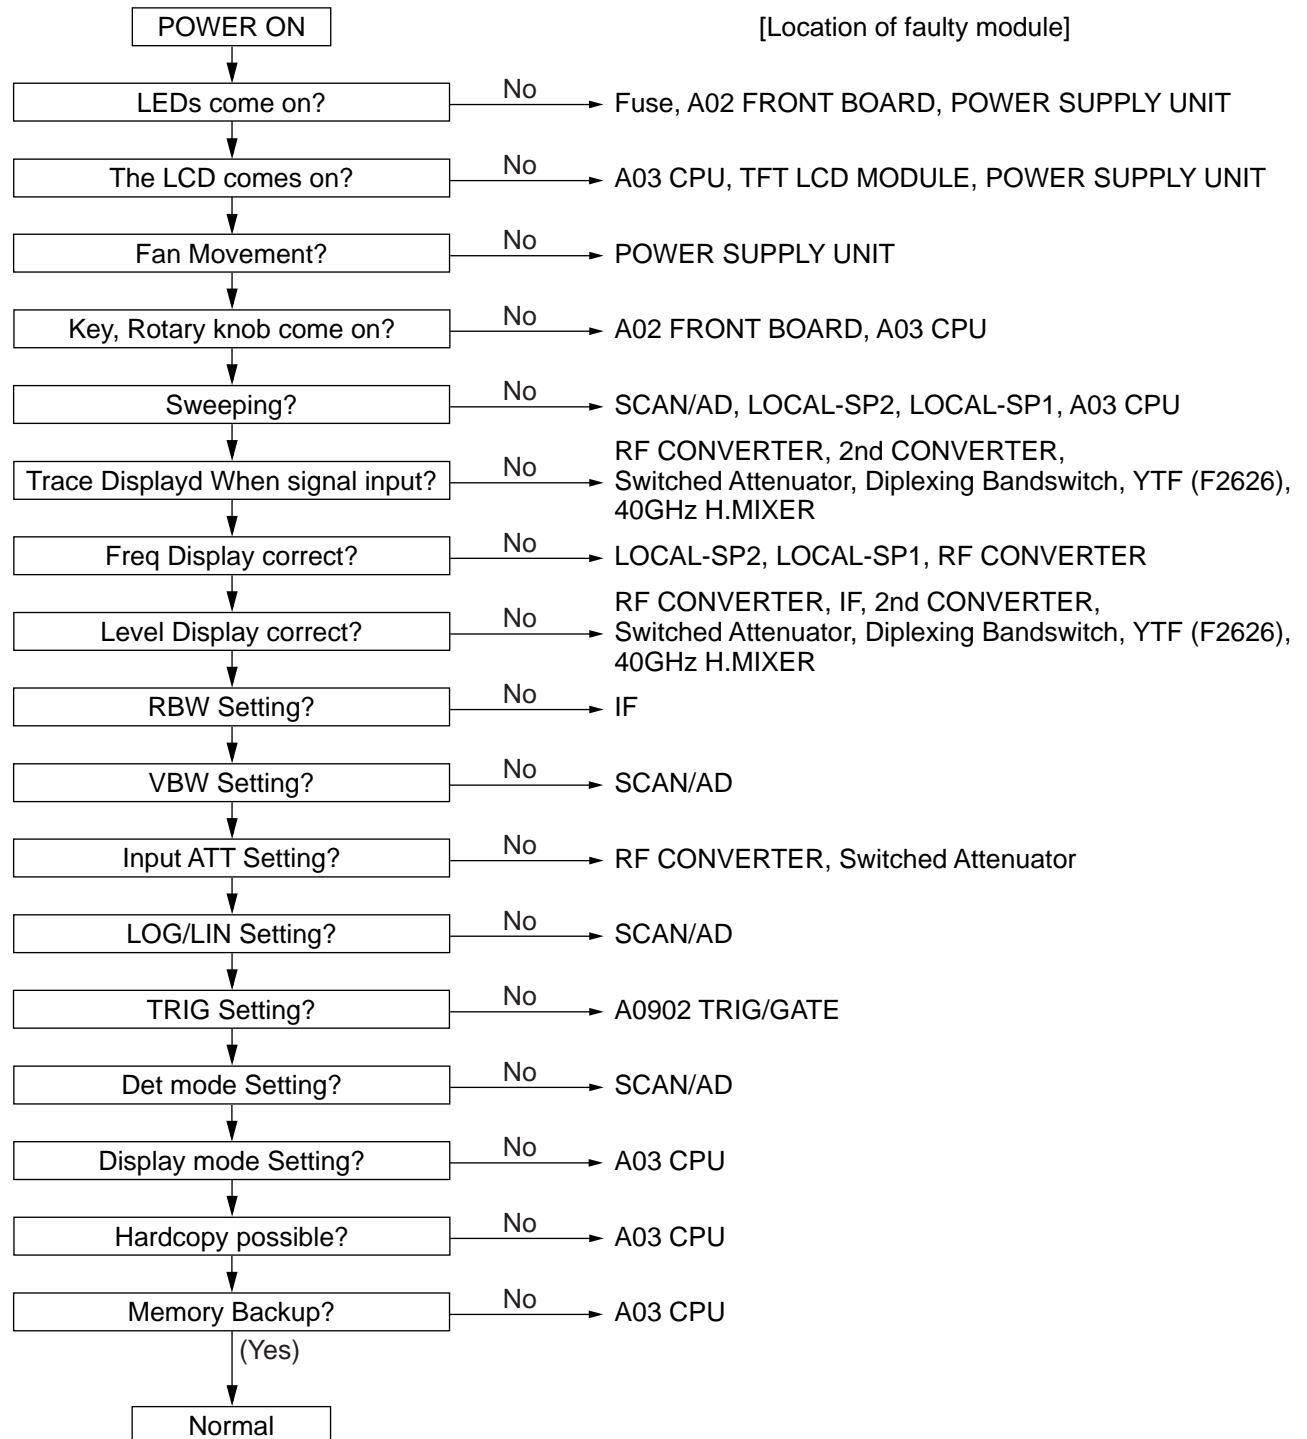 POWER ON
[Location of faulty module]
LEDs come on?
No
Fuse, A02 FRONT BOARD, POWER SUPPLY UNIT
The LCD comes on?
No
A03 CPU, TFT LCD MODULE, POWER SUPPLY UNIT
Fan Movement?
No
POWER SUPPLY UNIT
Key, Rotary knob come on?
No
A02 FRONT BOARD, A03 CPU
Sweeping?
No
SCAN/AD, LOCAL-SP2, LOCAL-SP1, A03 CPU
Trace Displayd When signal input?
No
RF CONVERTER, 2nd CONVERTER,
Switched Attenuator, Diplexing Bandswitch, YTF (F2626),
40GHz H.MIXER
Freq Display correct?
No
LOCAL-SP2, LOCAL-SP1, RF CONVERTER
Level Display correct?
No
RF CONVERTER, IF, 2nd CONVERTER,
Switched Attenuator, Diplexing Bandswitch, YTF (F2626),
40GHz H.MIXER
RBW Setting?
No
IF
VBW Setting?
No
SCAN/AD
Input ATT Setting?
No
RF CONVERTER, Switched Attenuator
LOG/LIN Setting?
No
SCAN/AD
TRIG Setting?
No
A0902 TRIG/GATE
Det mode Setting?
No
SCAN/AD
Display mode Setting?
No
A03 CPU
Hardcopy possible?
No
A03 CPU
Memory Backup?
No
A03 CPU
(Yes)
Normal